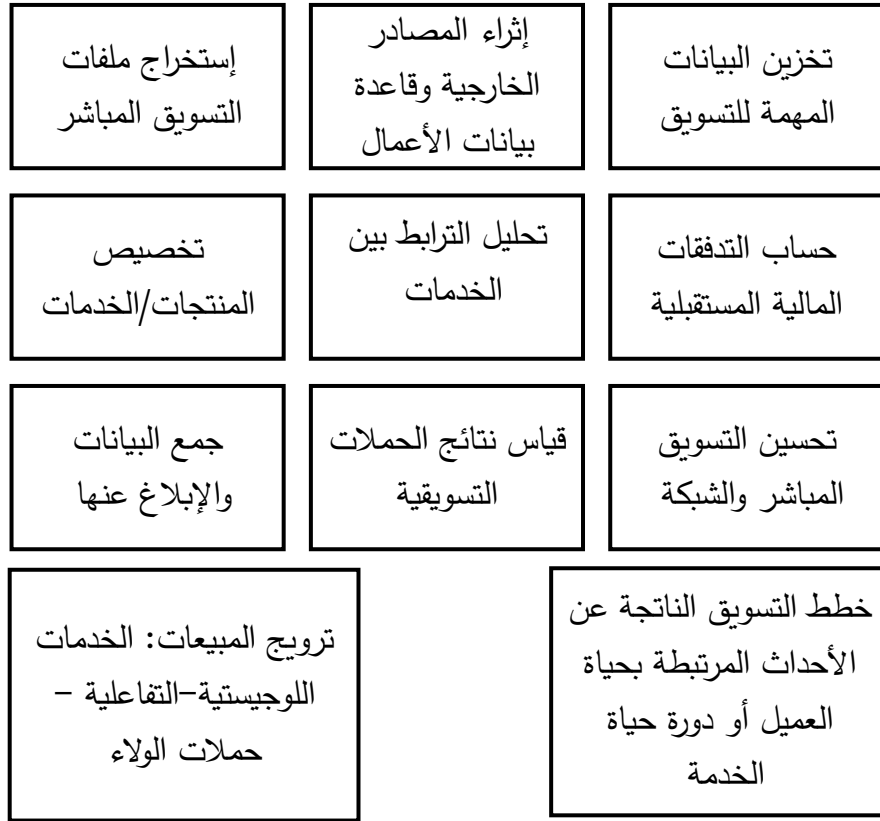 تخزين البيانات
المهمة للتسويق
إثراء المصادر
الخارجية وقاعدة
بيانات الأعمال
إستخراج ملفات
التسويق المباشر
حساب التدفقات
المالية المستقبلية
تحليل الترابط بين
الخدمات
تخصيص
المنتجات/الخدمات
تحسين التسويق
المباشر والشبكة
قياس نتائج الحملات
التسويقية
جمع البيانات
والإبلاغ عنها
خطط التسويق الناتجة عن
الأحداث المرتبطة بحياة
العميل أو دورة حياة
الخدمة
ترويج المبيعات: الخدمات
اللوجيستية-التفاعلية -
حملات الولاء